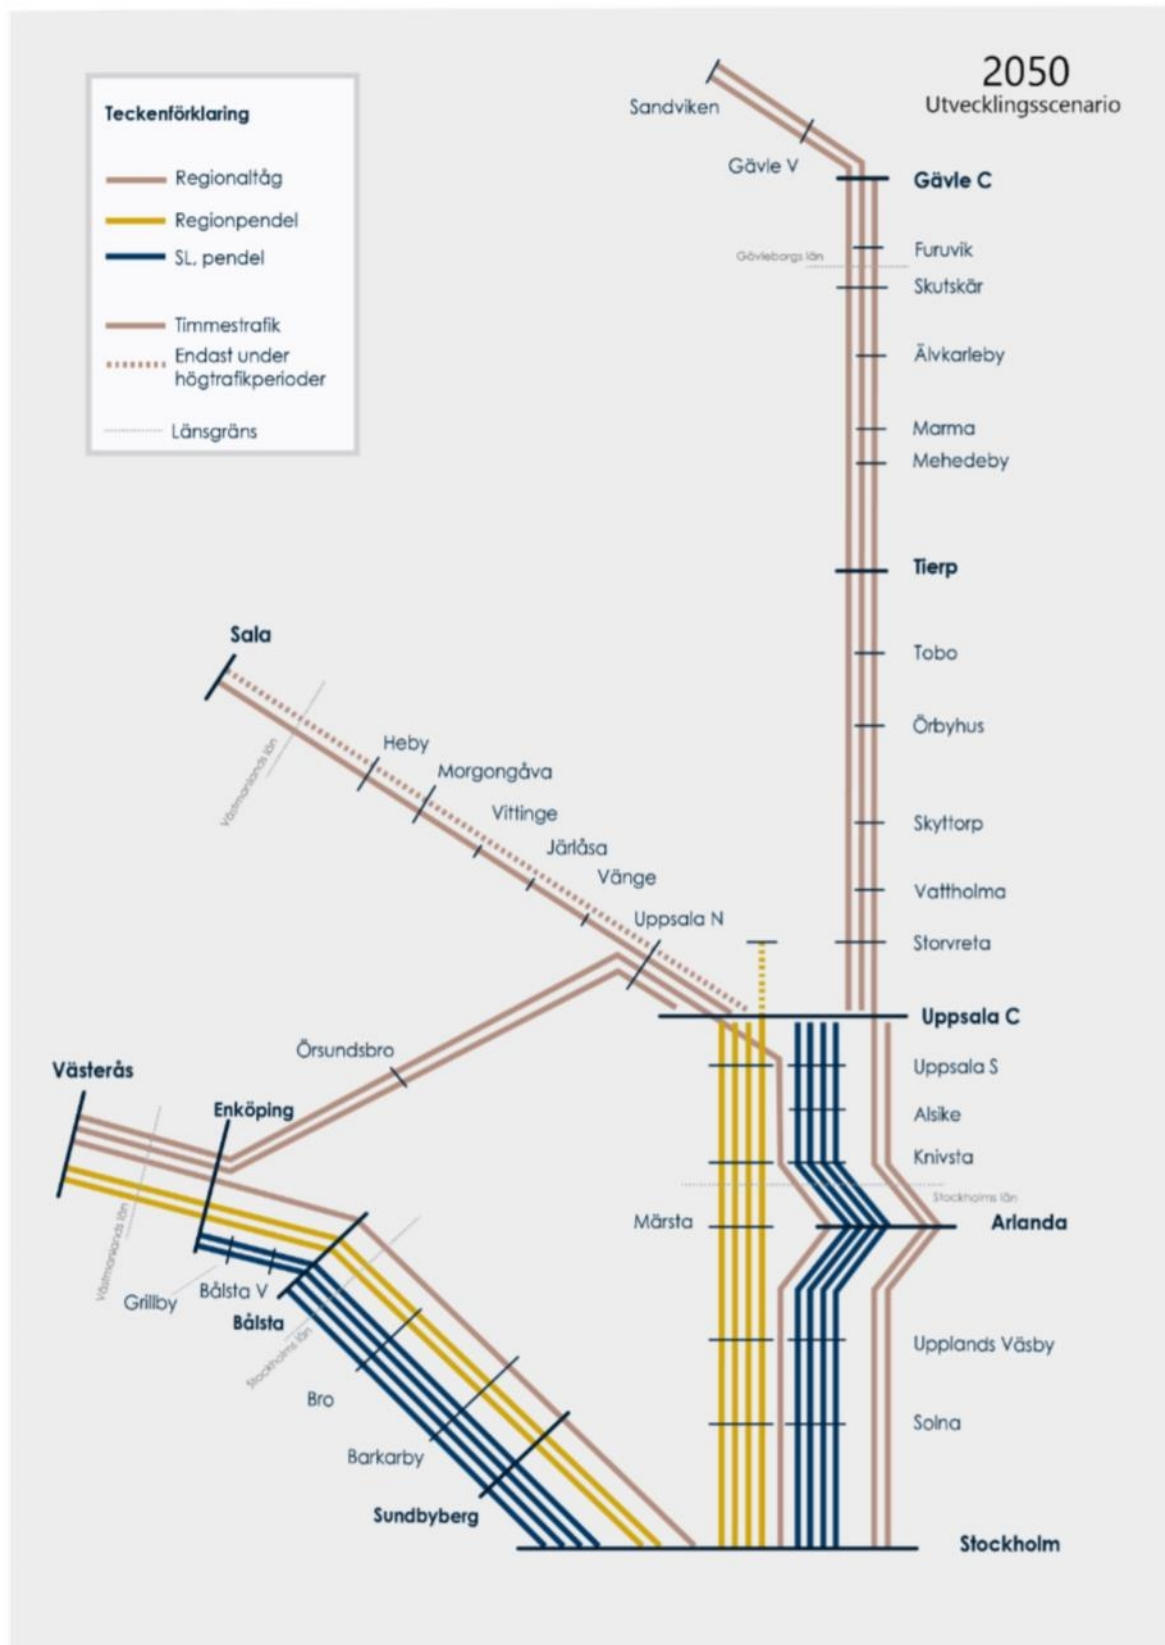 2050
Utvecklingsscenario
Teckenförklaring
Regionaltåg
Regionpendel
SL, pendel
Timmestrafik
Endast under
högtrafikperioder
Länsgräns
Sandviken
Gävle V
Gävle C
Furuvik
Gävleborgs län
Skutskär
Älvkarleby
Marma
Mehedeby
Tierp
Tobo
Örbyhus
Skyttorp
Vattholma
Storvreta
Sala
Västmanlands län
Heby
Morgongåva
Vittinge
Järlåsa
Vänge
Uppsala N
Uppsala C
Örsundsbro
Västerås
Enköping
Uppsala S
Alsike
Knivsta
Stockholms län
Märsta
Arlanda
Västmanlands län
Grillby
Bålsta V
Bålsta
Stockholms län
Upplands Väsby
Bro
Solna
Barkarby
Sundbyberg
Stockholm